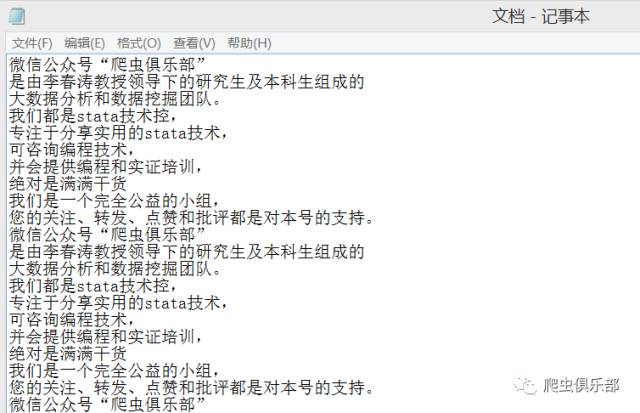 文档 - 记事本
文件(F) 编辑(E) 格式(O) 查看(V) 帮助(H)
微信公众号“爬虫俱乐部”
是由李春涛教授领导下的研究生及本科生组成的
大数据分析和数据挖掘团队。
我们都是stata技术控，
专注于分享实用的stata技术，
可咨询编程技术，
并会提供编程和实证培训，
绝对是满满干货
我们是一个完全公益的小组，
您的关注、转发、点赞和批评都是对本号的支持。
微信公众号“爬虫俱乐部”
是由李春涛教授领导下的研究生及本科生组成的
大数据分析和数据挖掘团队。
我们都是stata技术控，
专注于分享实用的stata技术，
可咨询编程技术，
并会提供编程和实证培训，
绝对是满满干货
我们是一个完全公益的小组，
您的关注、转发、点赞和批评都是对本号的支持。
微信公众号“爬虫俱乐部”
爬虫俱乐部